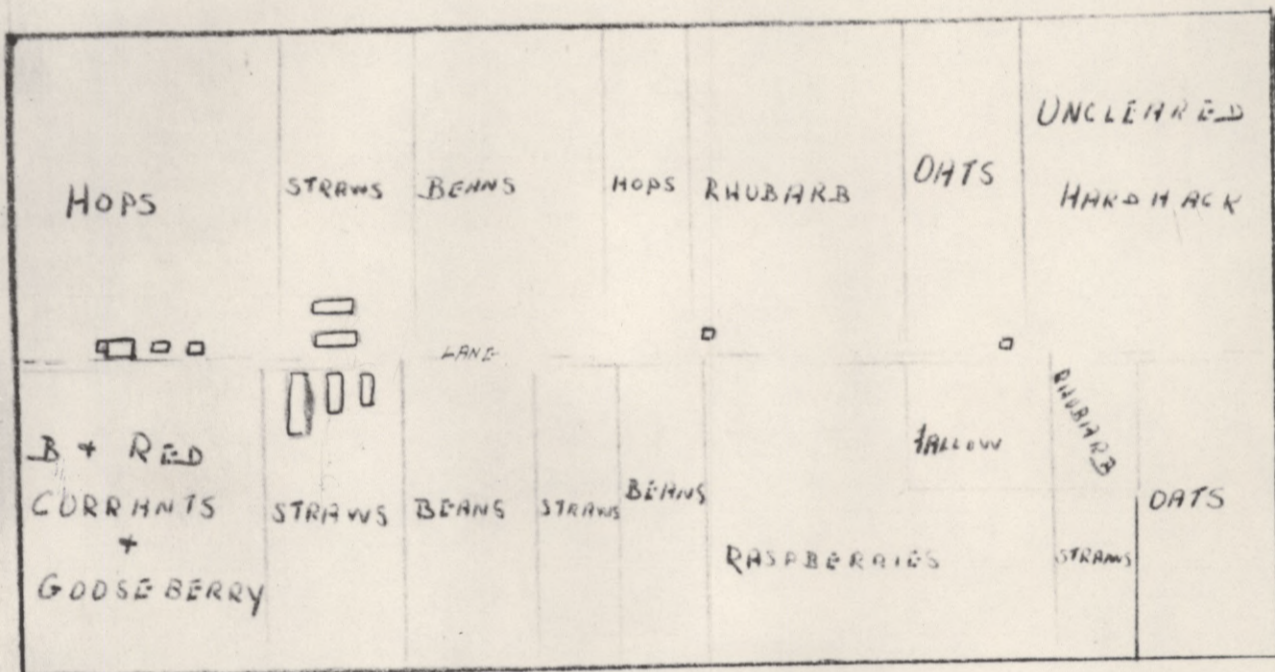 HOPS
STRAWS
BEANS
HOPS
RHUBARB
OATS
UNCLEARED
HARDHACK
LANE
B + RED
CURRANTS
+
GOOSEBERRY
STRAWS
BEANS
STRAWS
BEANS
RASPBERRIES
FALLOW
RHUBARB
STRAWS
OATS